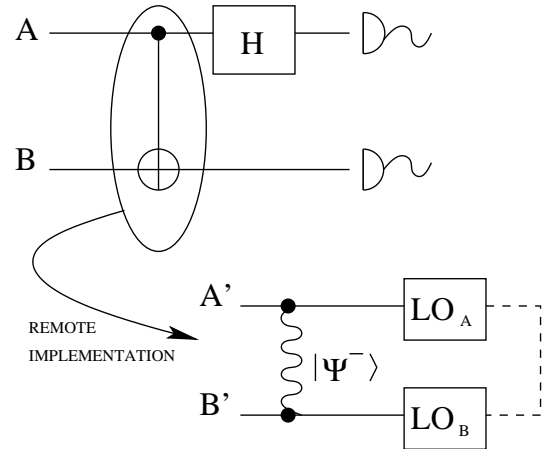 A
H
B
A'
LO A
REMOTE
IMPLEMENTATION
|Ψ⁻⟩
B'
LO B